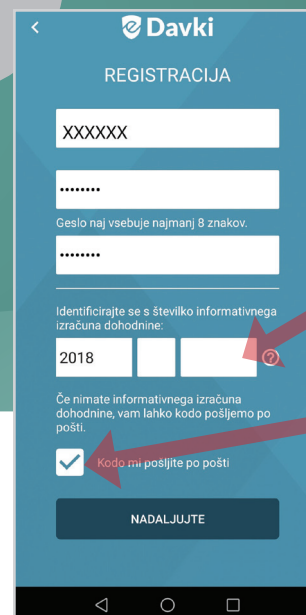 eDavki
REGISTRACIJA
XXXXXX
••••••••
Geslo naj vsebuje najmanj 8 znakov.
••••••••
Identificirajte se s številko informativnega
izračuna dohodnine:
2018
?
Če nimate informativnega izračuna
dohodnine, vam lahko kodo pošljemo po
pošti.
Kodo mi pošljite po pošti
NADALJUJTE